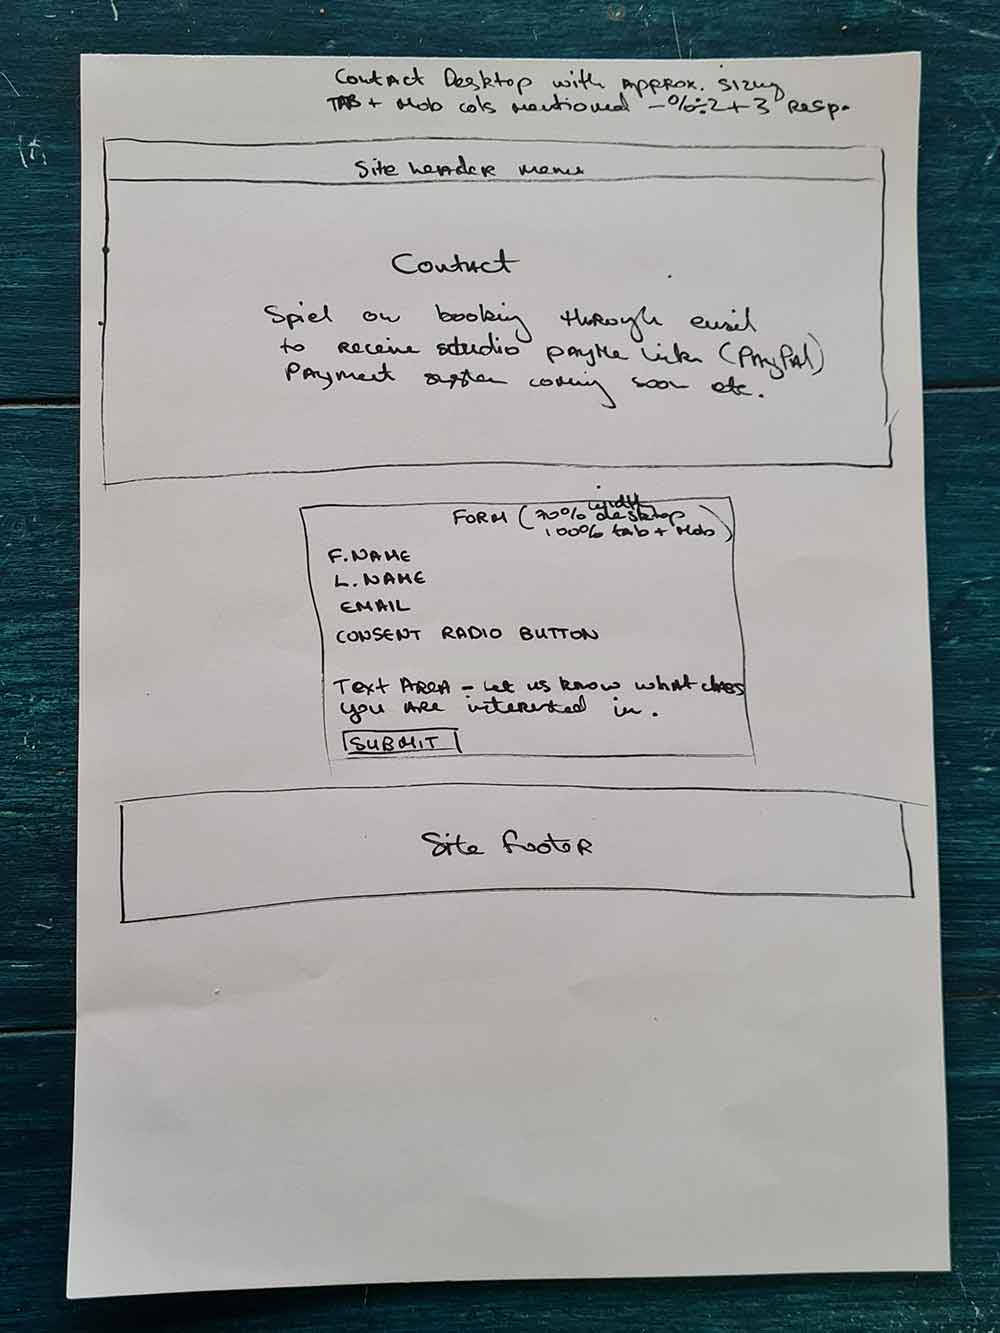 Contact Desktop with Approx. sizing
TAB + Mob cols mentioned - % ÷ 2 + 3 Resp.
Site header menu
Contact
Spiel on booking through email
to receive studio payme links (PayPal)
Payment system coming soon etc.
FORM (70% width desktop
100% tab + Mob)
F.NAME
L.NAME
EMAIL
CONSENT RADIO BUTTON
Text Area - Let us know what class
you are interested in.
SUBMIT
Site footer